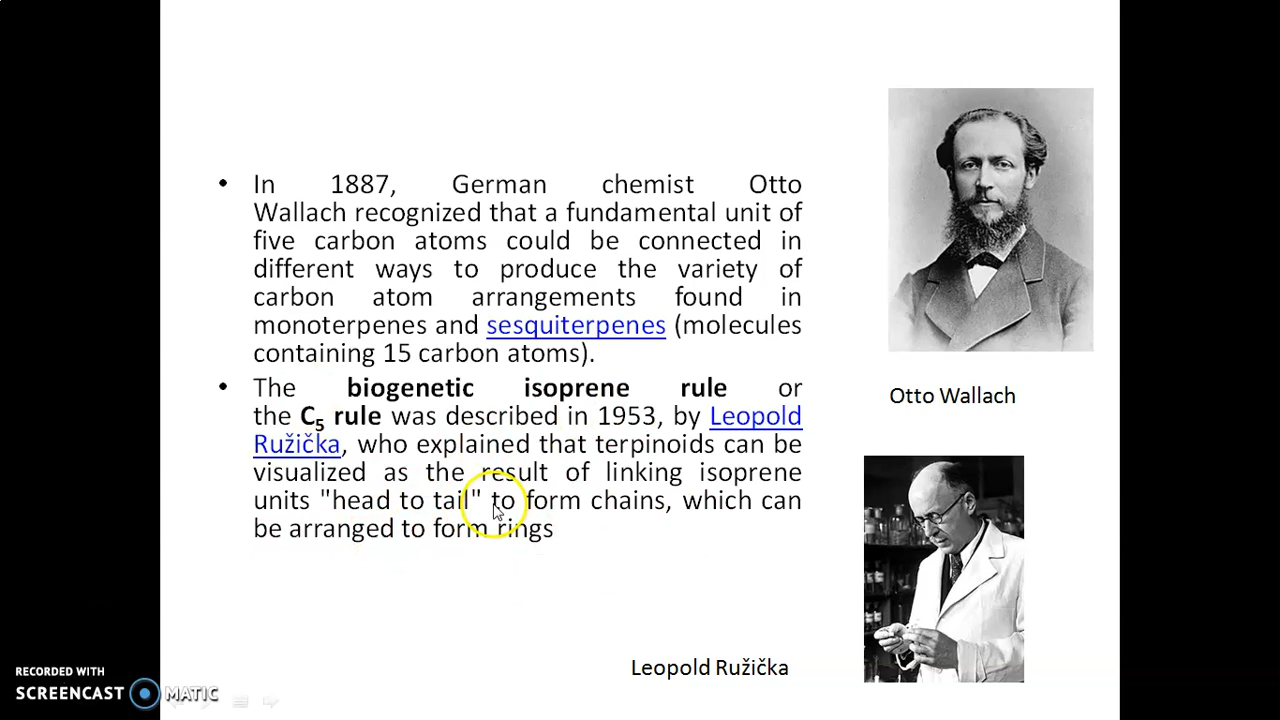 • In 1887, German chemist Otto
Wallach recognized that a fundamental unit of
five carbon atoms could be connected in
different ways to produce the variety of
carbon atom arrangements found in
monoterpenes and sesquiterpenes (molecules
containing 15 carbon atoms).
• The biogenetic isoprene rule or
the C₅ rule was described in 1953, by Leopold
Ružička, who explained that terpinoids can be
visualized as the result of linking isoprene
units "head to tail" to form chains, which can
be arranged to form rings
Otto Wallach
Leopold Ružička
RECORDED WITH
SCREENCAST MATIC